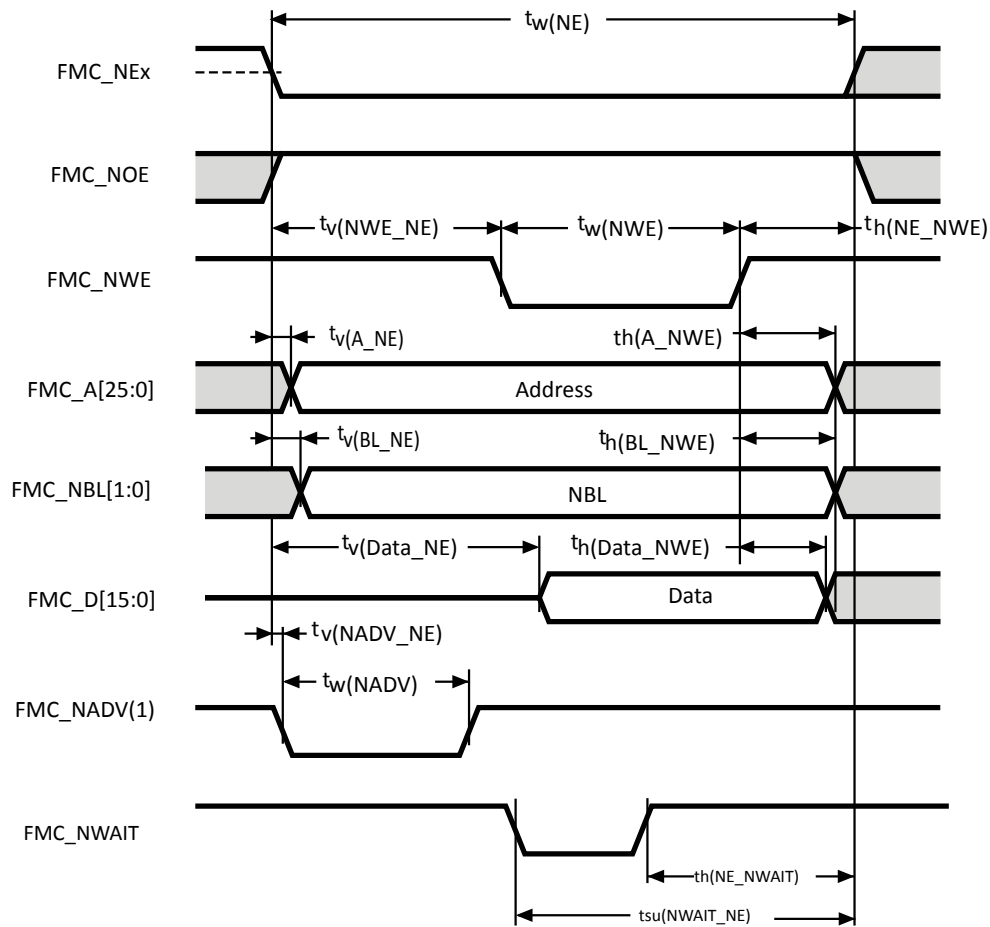 tw(NE)
FMC_NEx
FMC_NOE
tv(NWE_NE) tw(NWE) th(NE_NWE)
FMC_NWE
tv(A_NE) th(A_NWE)
FMC_A[25:0] Address
tv(BL_NE) th(BL_NWE)
FMC_NBL[1:0] NBL
tv(Data_NE) th(Data_NWE)
FMC_D[15:0] Data
tv(NADV_NE)
tw(NADV)
FMC_NADV(1)
FMC_NWAIT
th(NE_NWAIT)
tsu(NWAIT_NE)